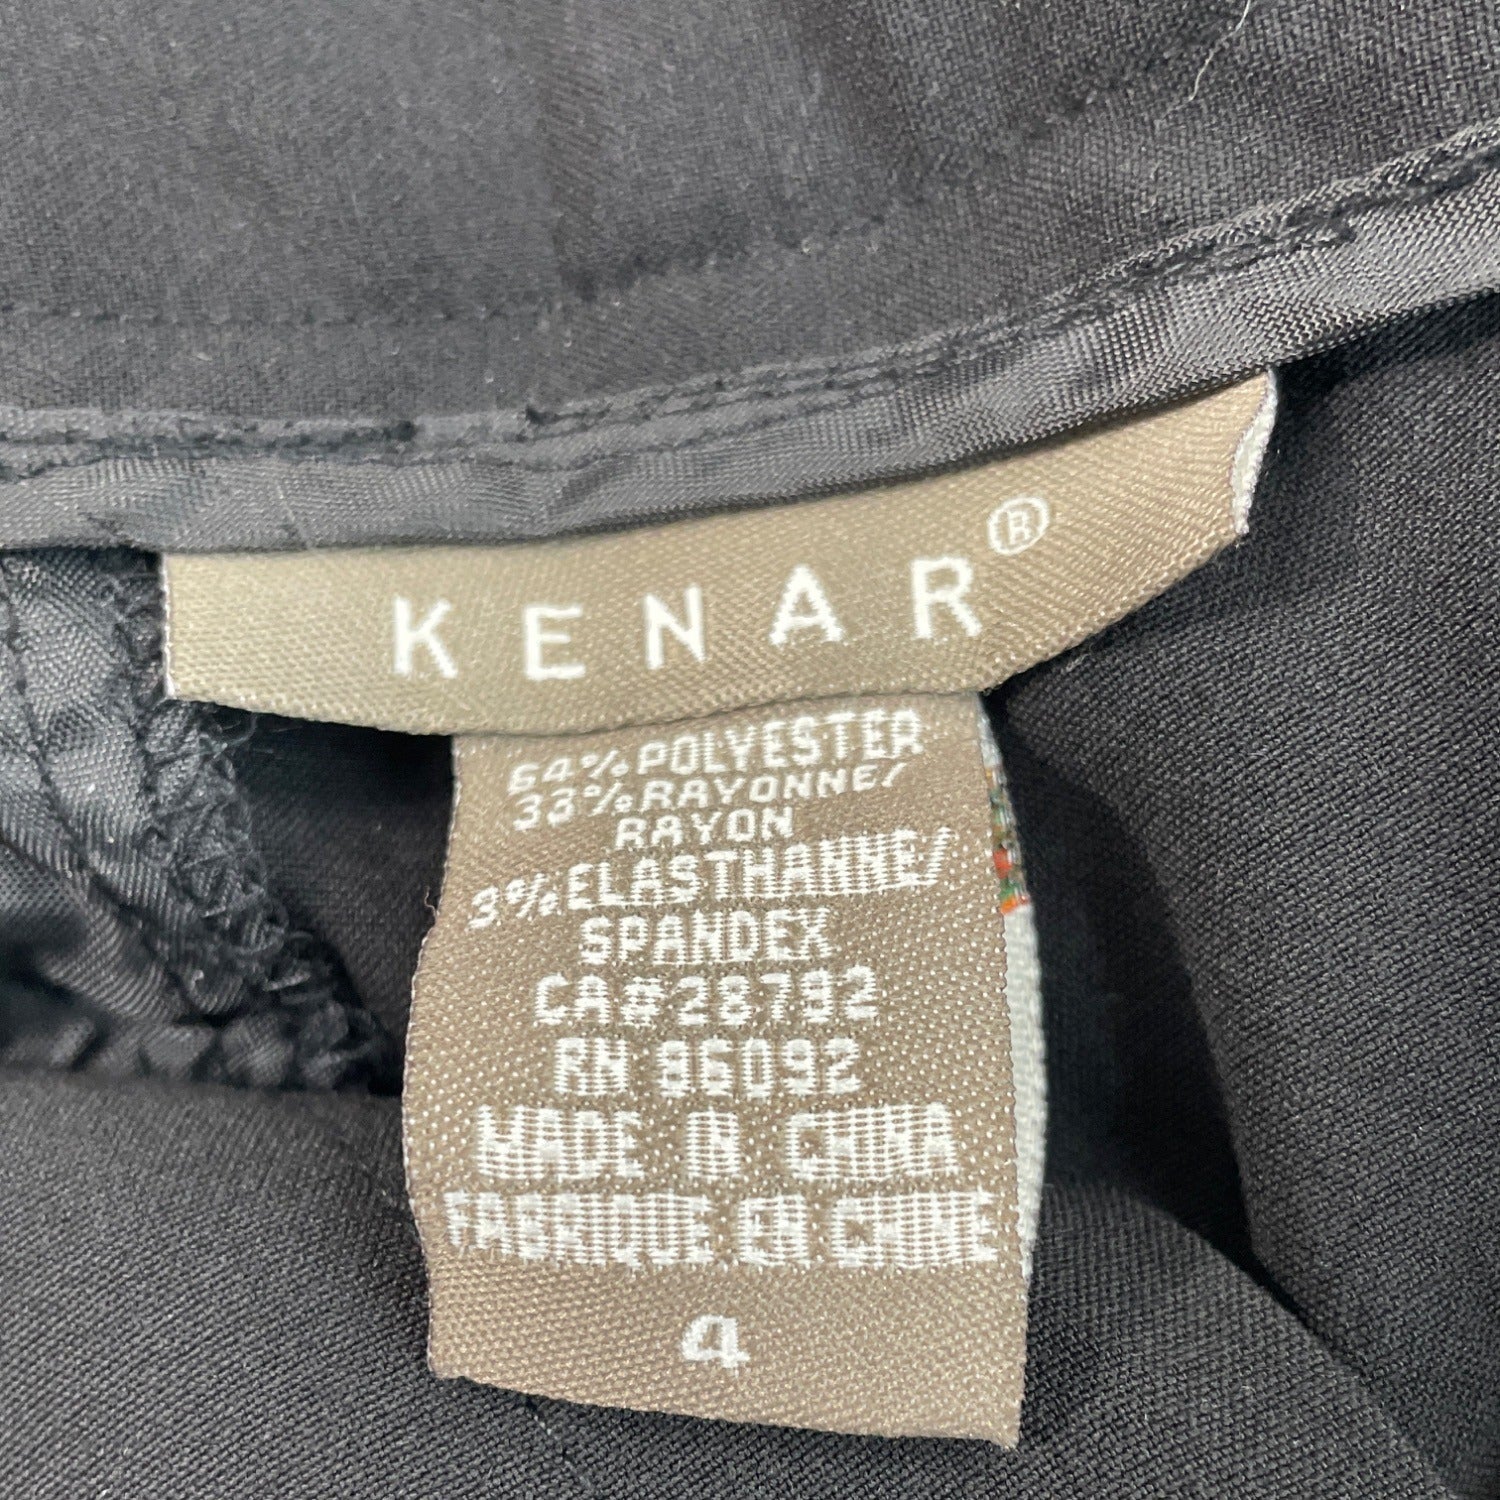 KENAR®
64% POLYESTER
33% RAYONNE/
RAYON
3% ELASTHANNE/
SPANDEX
CA#28792
RN 86092
MADE IN CHINA
FABRIQUE EN CHINE
4